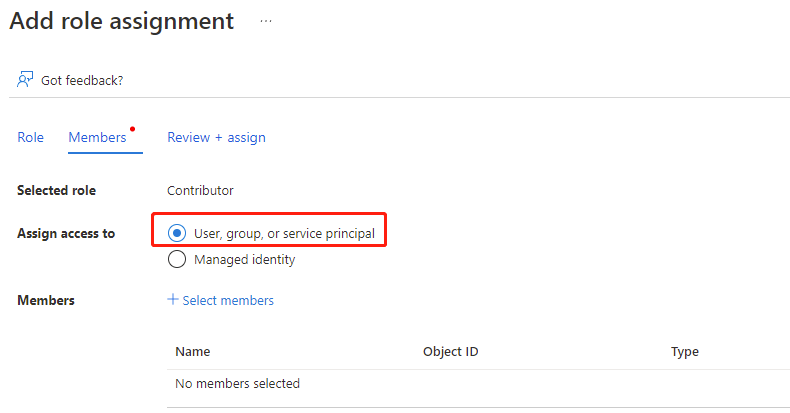 Add role assignment ...
Got feedback?
Role Members Review + assign
Selected role Contributor
Assign access to User, group, or service principal
Managed identity
Members + Select members
Name Object ID Type
No members selected